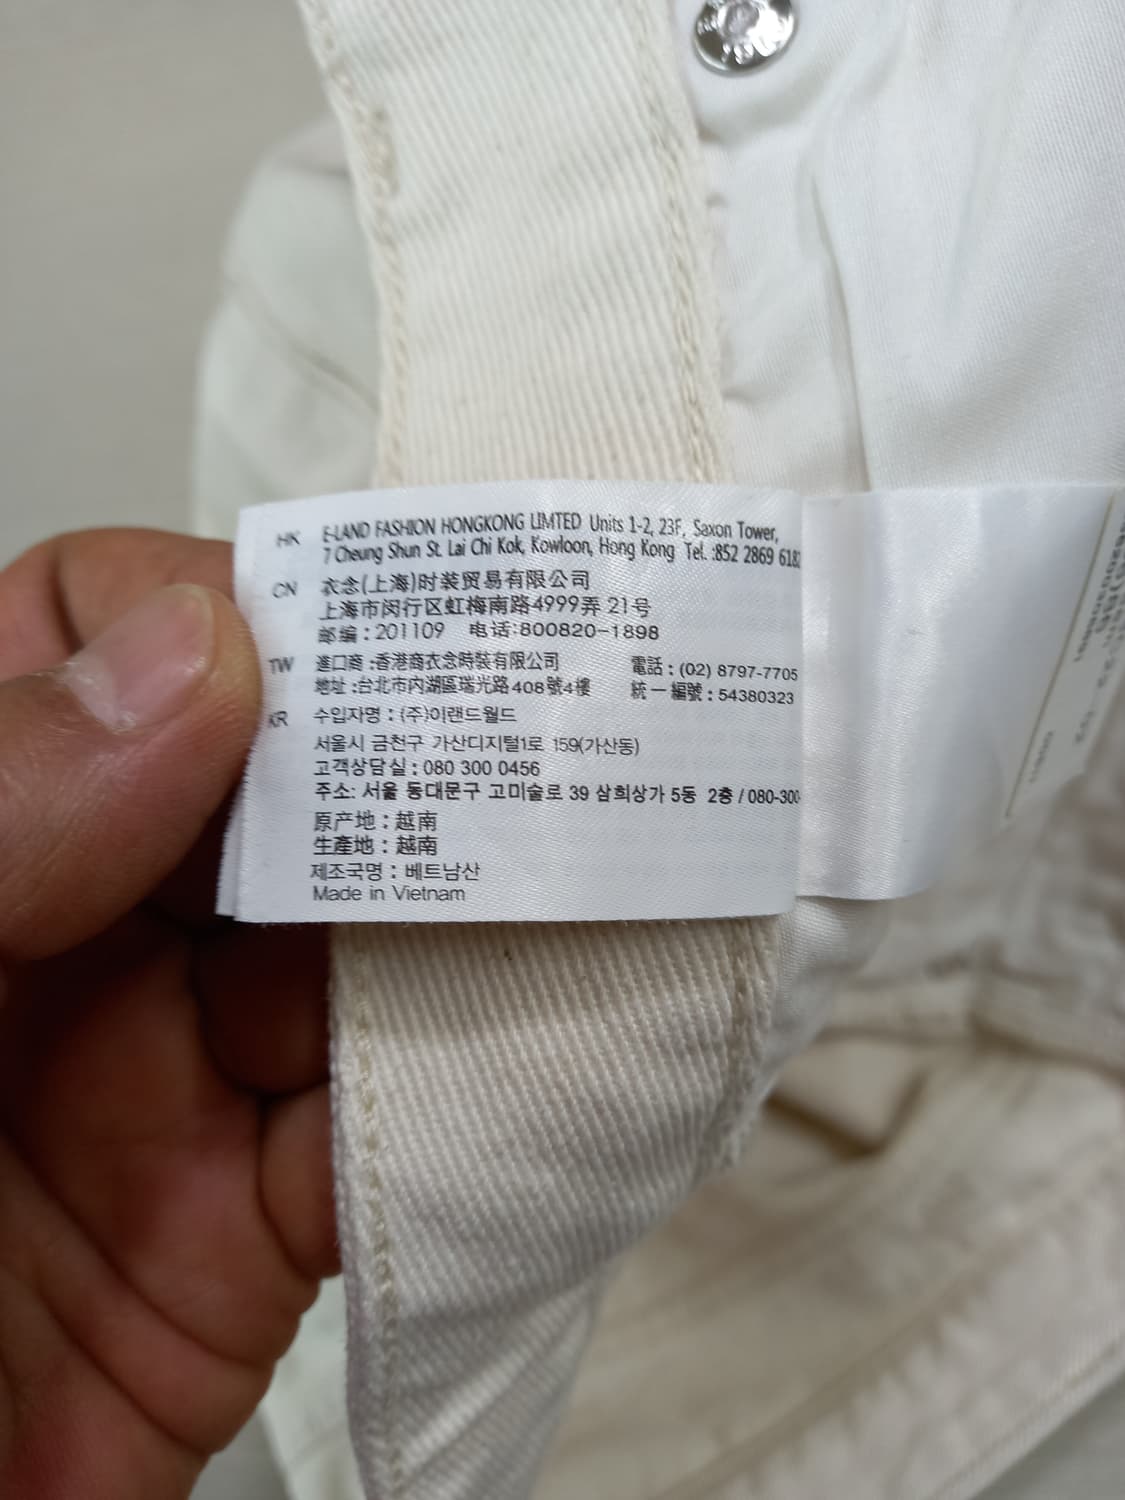 HK E·LAND FASHION HONGKONG LIMTED Units 1-2, 23F, Saxon Tower,
7 Cheung Shun St. Lai Chi Kok, Kowloon, Hong Kong Tel. :852 2869 618
CN 衣念(上海)时装贸易有限公司
上海市闵行区虹梅南路4999弄 21号
邮编 : 201109 电话:800820-1898
TW 進口商 :香港商衣念時裝有限公司 電話 : (02) 8797-7705
地址 :台北市內湖區瑞光路408號4樓 統一編號 : 54380323
KR 수입자명 : (주)이랜드월드
서울시 금천구 가산디지털1로 159(가산동)
고객상담실 : 080 300 0456
주소: 서울 동대문구 고미술로 39 삼희상가 5동 2층 / 080-300
原产地 : 越南
生產地 : 越南
제조국명 : 베트남산
Made in Vietnam